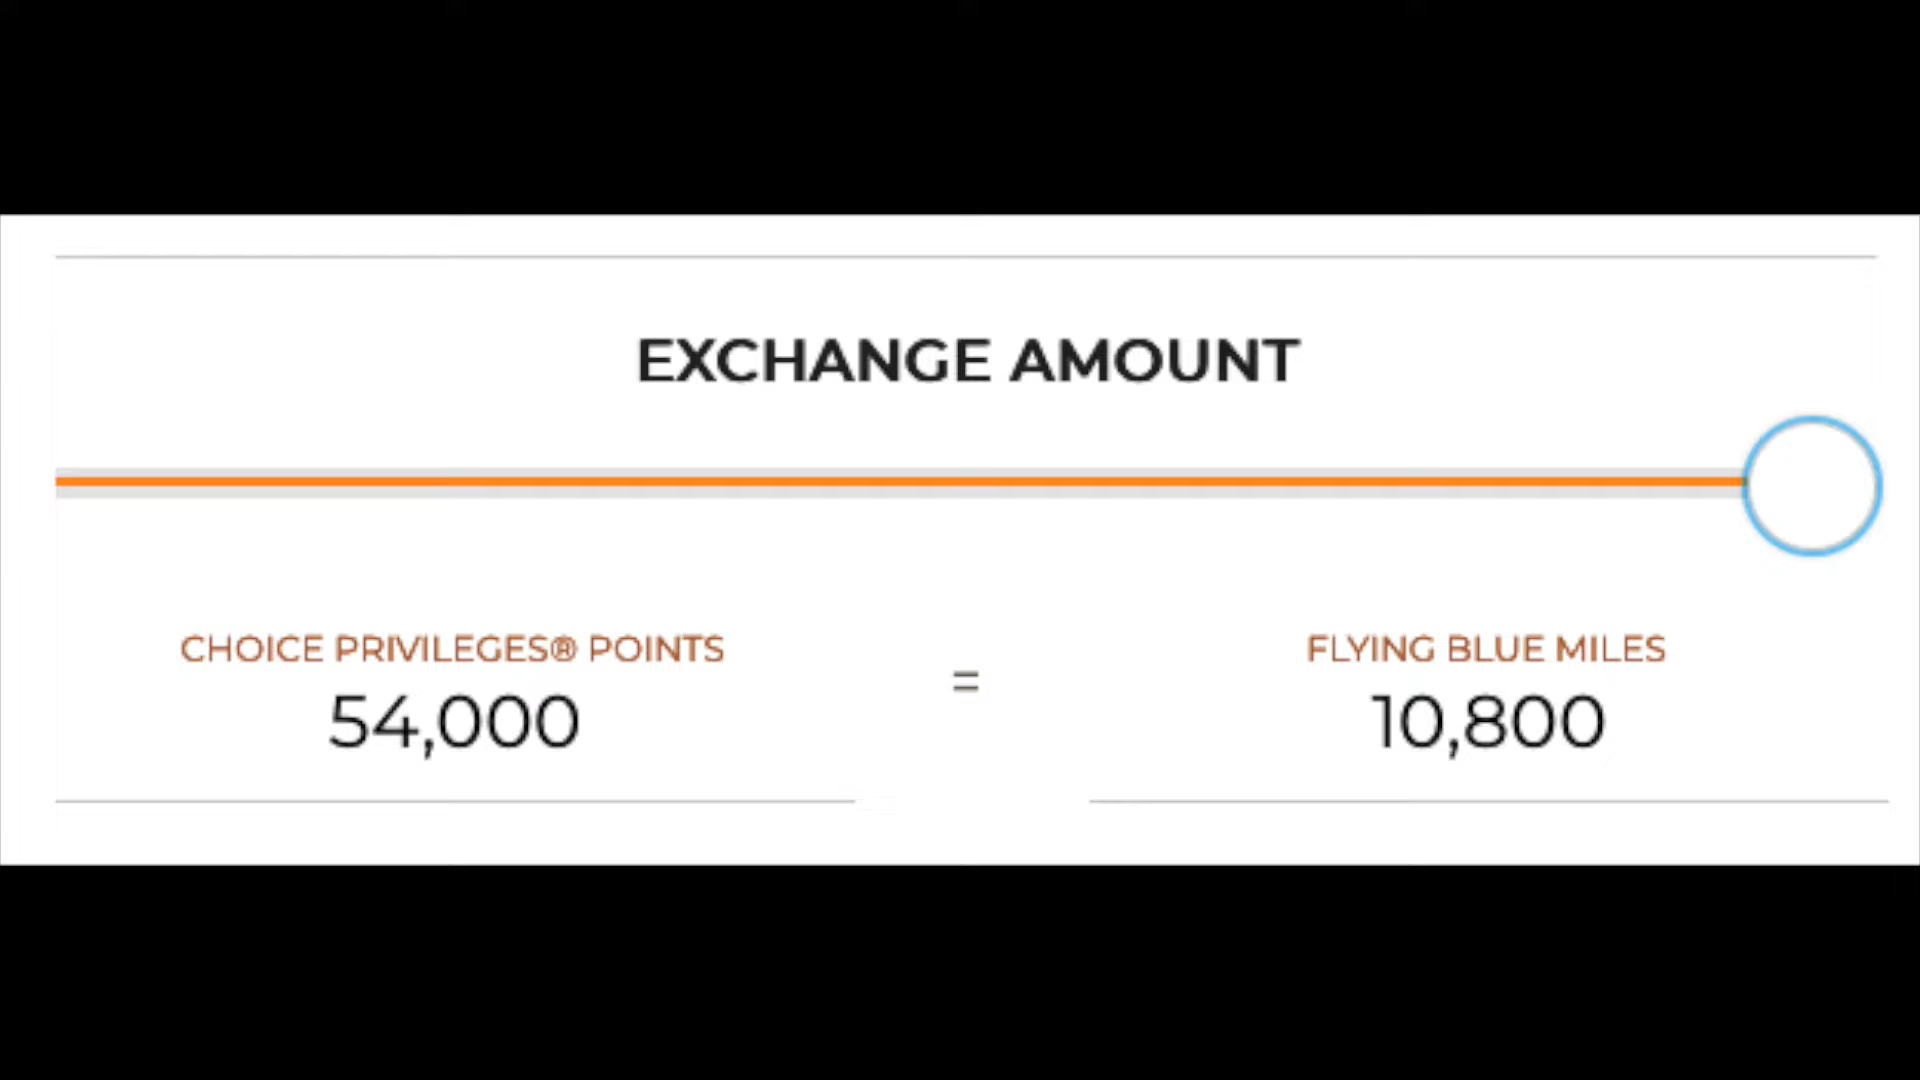 EXCHANGE AMOUNT
CHOICE PRIVILEGES® POINTS
54,000
=
FLYING BLUE MILES
10,800